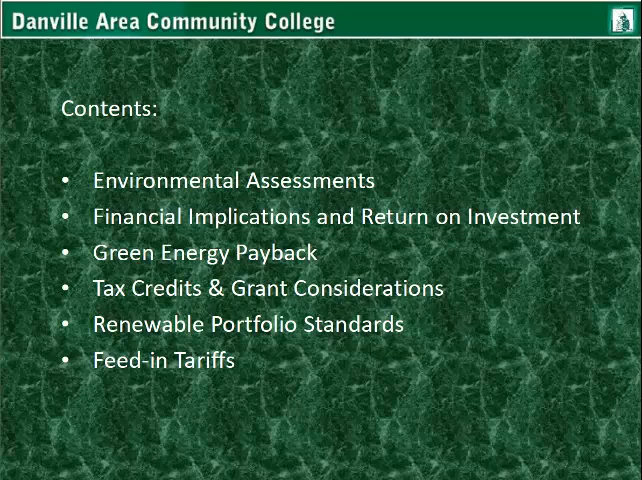 Danville Area Community College
Contents:
• Environmental Assessments
• Financial Implications and Return on Investment
• Green Energy Payback
• Tax Credits & Grant Considerations
• Renewable Portfolio Standards
• Feed-in Tariffs